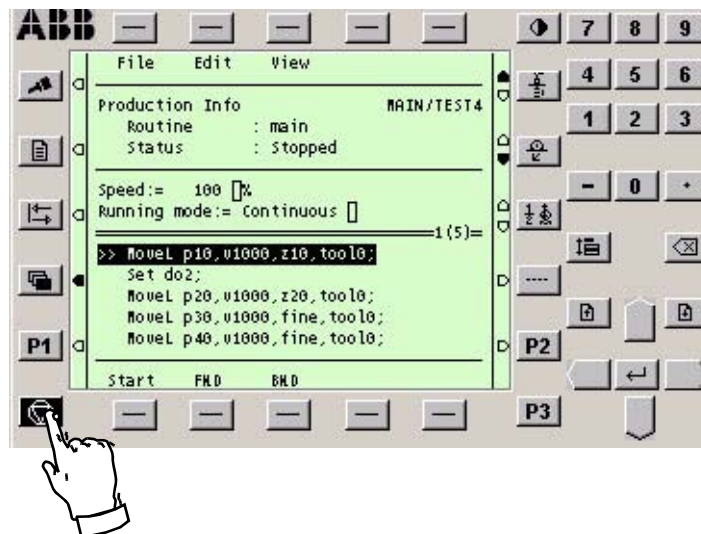 ABB
7 8 9
File Edit View
4 5 6
Production Info MAIN/TEST4
1 2 3
Routine : main
Status : Stopped
- 0 .
Speed:= 100 %
Running mode:= Continuous
1(5)=
>> MoveL p10,v1000,z10,tool0;
Set do2;
MoveL p20,v1000,z20,tool0;
MoveL p30,v1000,fine,tool0;
P1 MoveL p40,v1000,fine,tool0; P2
Start FWD BWD
P3